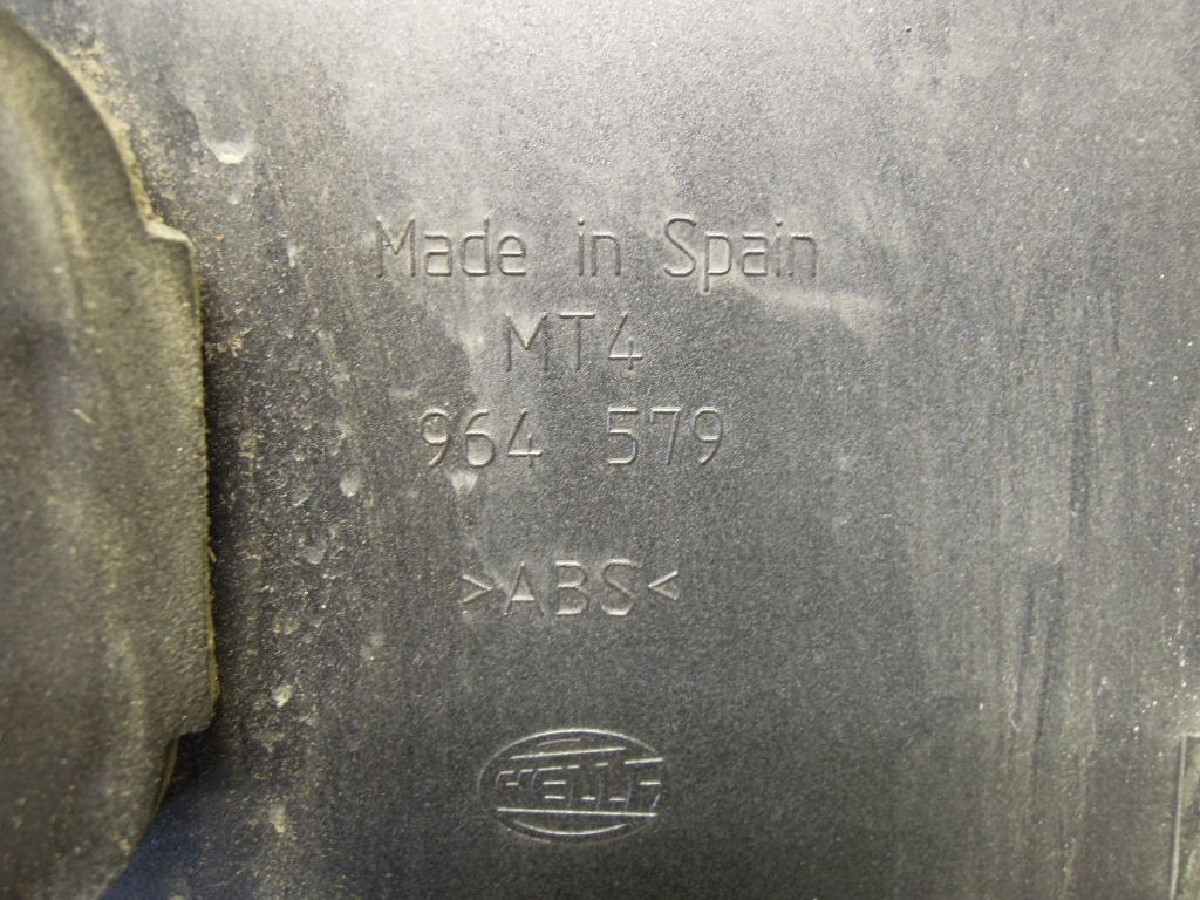 Made in Spain
MT4
964 579
>ABS<
HELLA